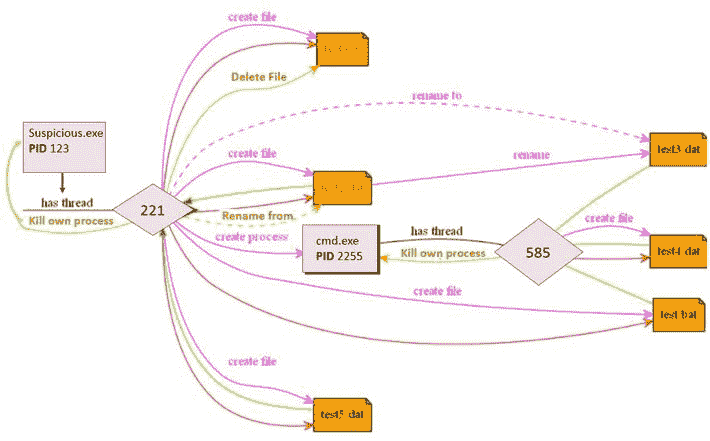 create file
Delete File
rename to
Suspicious.exe
PID 123
test3 dat
create file
rename
has thread
221
Rename from
Kill own process
create process
cmd.exe
PID 2255
has thread
Kill own process
585
create file
test4 dat
create file
test bat
create file
test5 dat